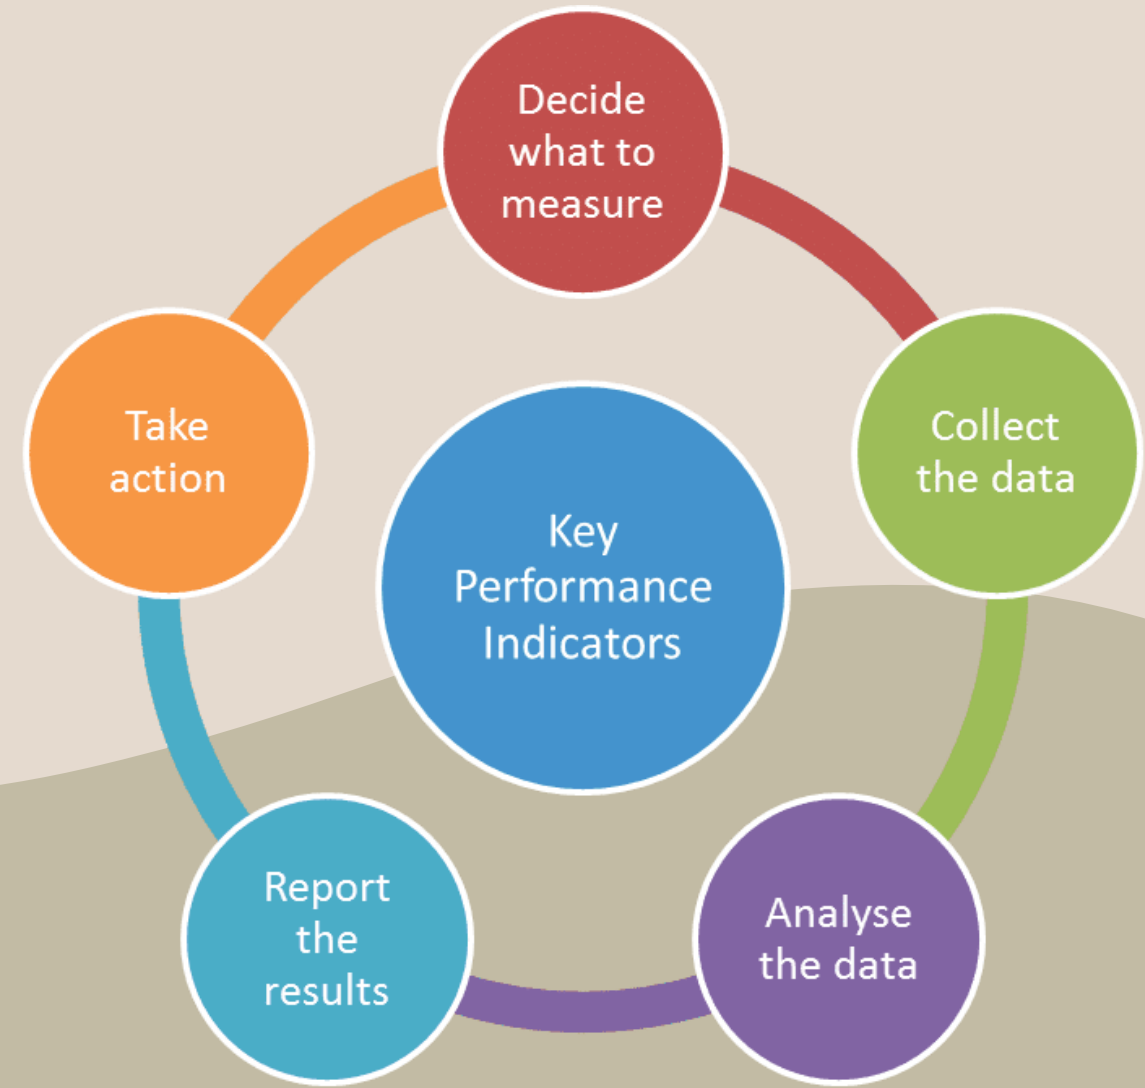 Decide
what to
measure
Collect
the data
Analyse
the data
Report
the
results
Take
action
Key
Performance
Indicators